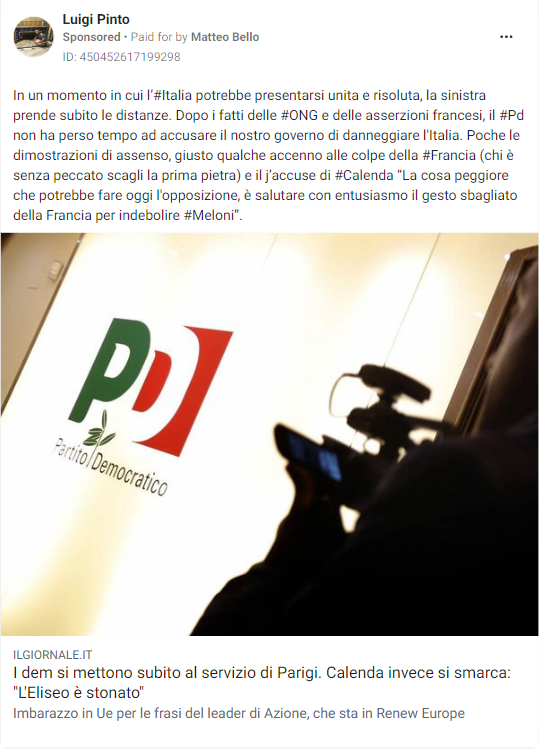 Luigi Pinto
Sponsored • Paid for by Matteo Bello
ID: 450452617199298
In un momento in cui l'#Italia potrebbe presentarsi unita e risoluta, la sinistra
prende subito le distanze. Dopo i fatti delle #ONG e delle asserzioni francesi, il #Pd
non ha perso tempo ad accusare il nostro governo di danneggiare l'Italia. Poche le
dimostrazioni di assenso, giusto qualche accenno alle colpe della #Francia (chi è
senza peccato scagli la prima pietra) e il j'accuse di #Calenda “La cosa peggiore
che potrebbe fare oggi l'opposizione, è salutare con entusiasmo il gesto sbagliato
della Francia per indebolire #Meloni”.
PD
Partito Democratico
ILGIORNALE.IT
I dem si mettono subito al servizio di Parigi. Calenda invece si smarca:
"L'Eliseo è stonato"
Imbarazzo in Ue per le frasi del leader di Azione, che sta in Renew Europe